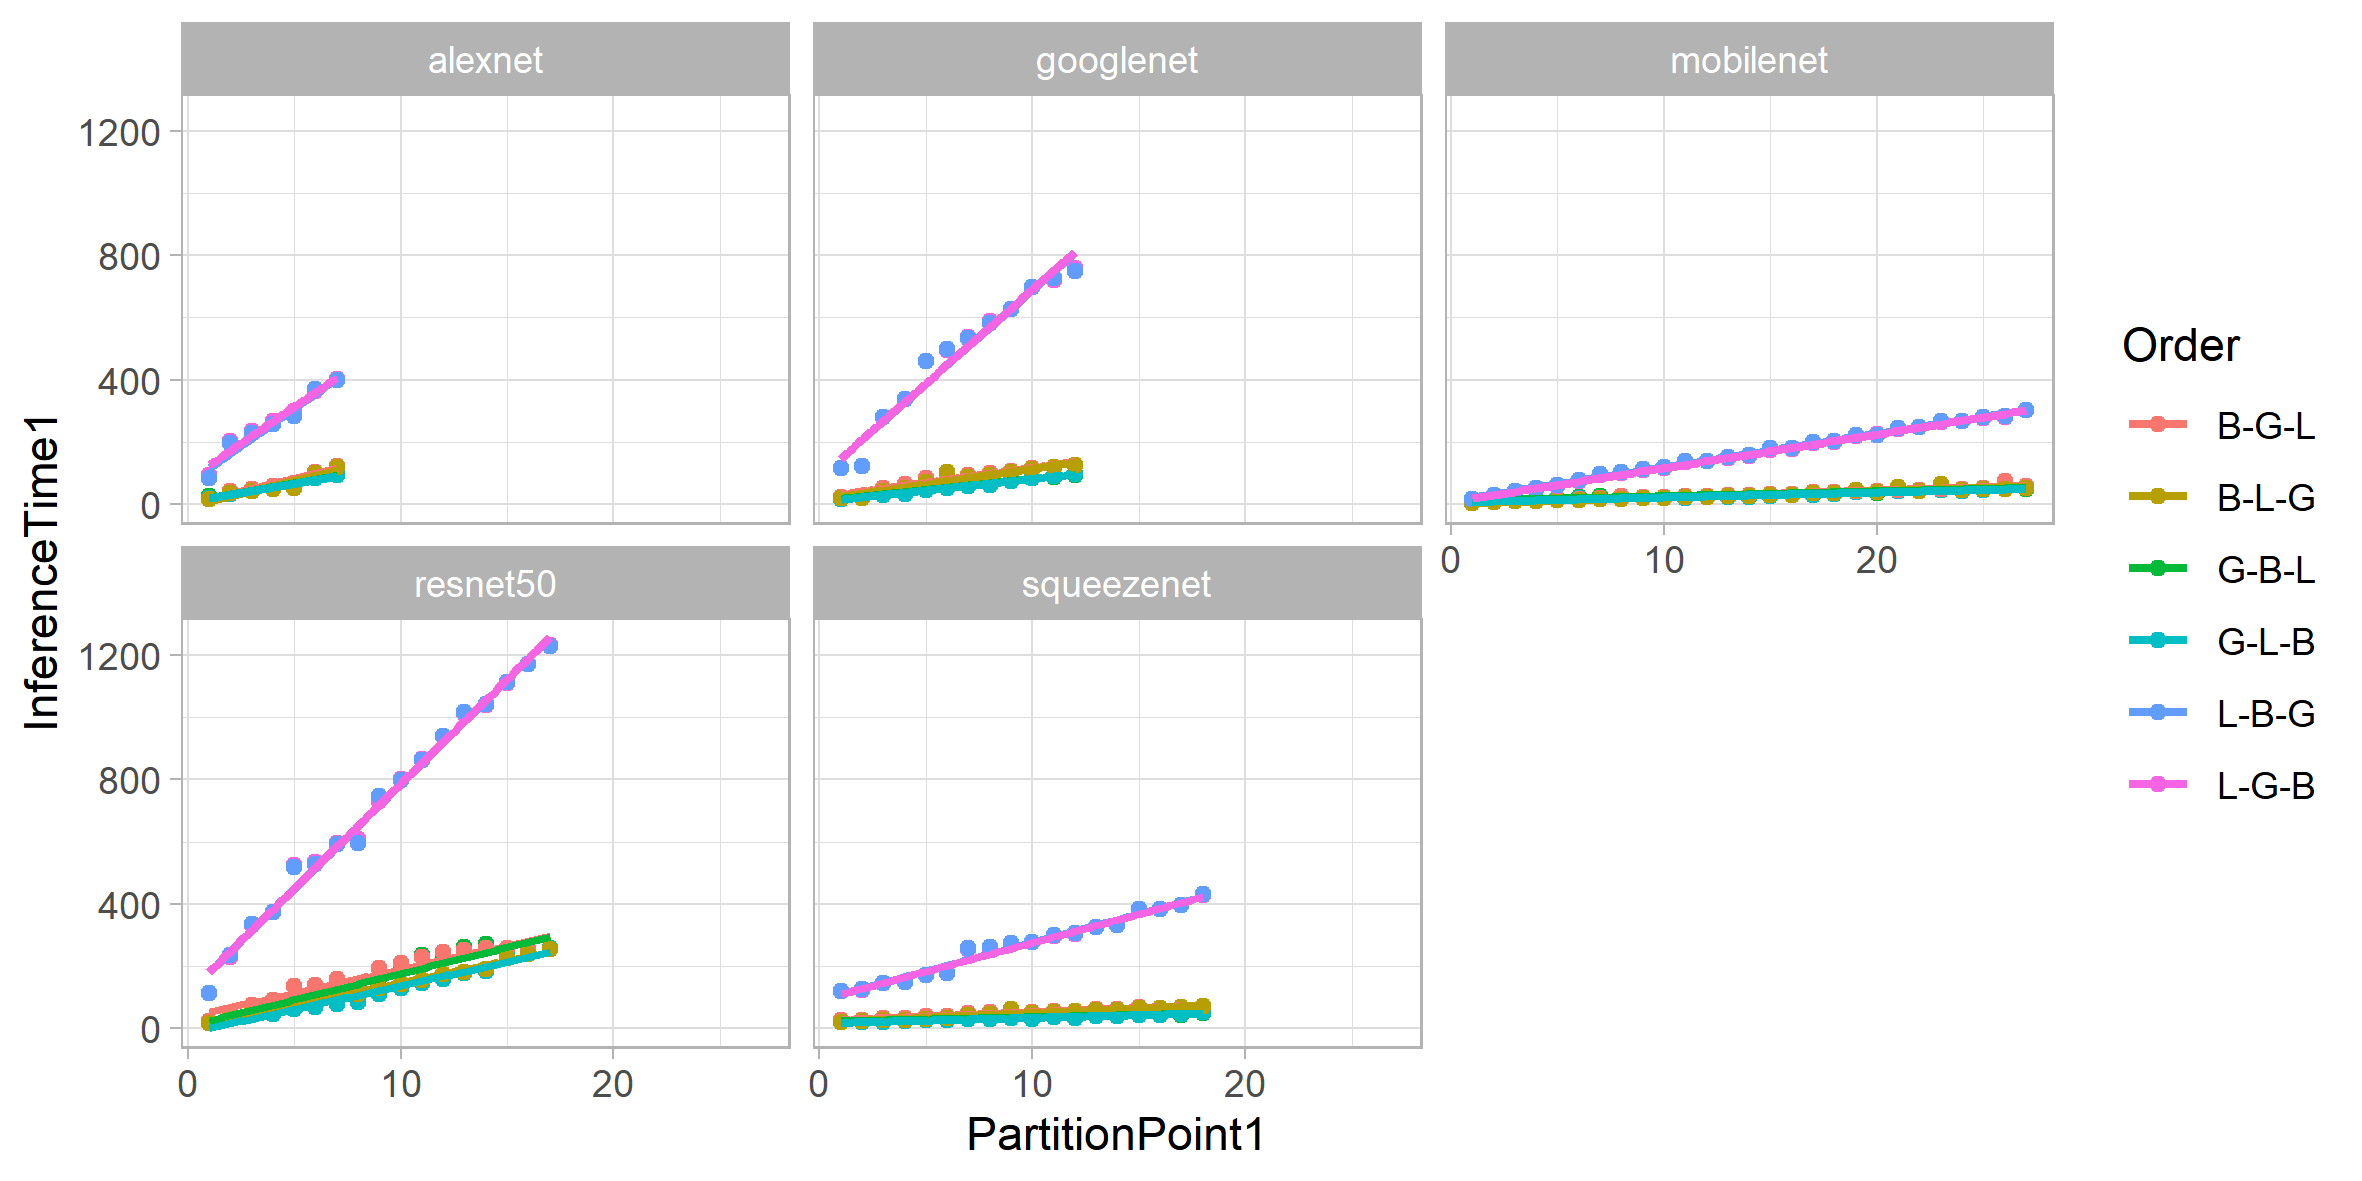 alexnet
googlenet
mobilenet
1200
800
400
0
0 10 20
resnet50
squeezenet
1200
800
400
0
0 10 20
0 10 20
InferenceTime1
PartitionPoint1
Order
B-G-L
B-L-G
G-B-L
G-L-B
L-B-G
L-G-B